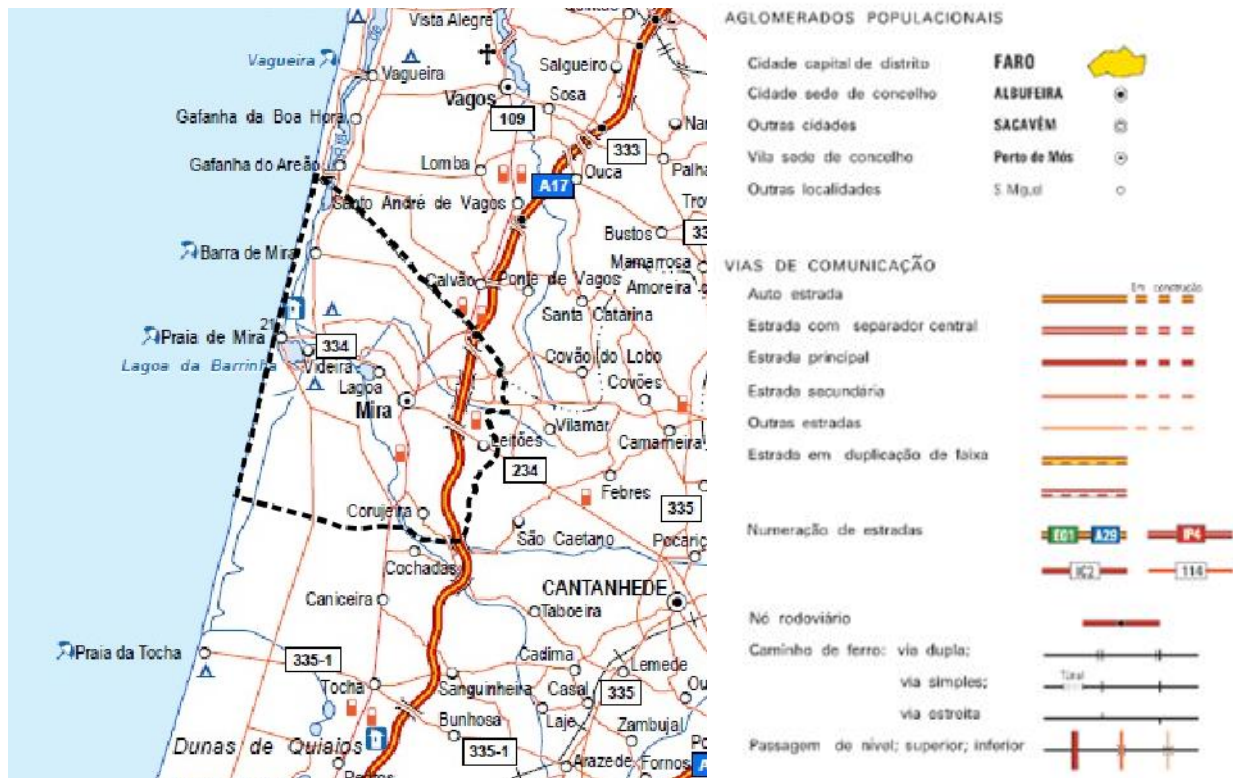 Vista Alegre
Vagueira
Vagueira
Salgueiro
Vagos
Sosa
Gafanha da Boa Hora
109
333
Gafanha do Areão
Lomba
Ouca
Palha
A17
Santo André de Vagos
Bustos
Barra de Mira
Mamarrosa
Calvão
Ponte de Vagos
Amoreira
Santa Catarina
21
Praia de Mira
334
Lagoa da Barrinha
Videira
Covão do Lobo
Lagoa
Covões
Mira
Vilamar
Camarneira
Leitões
234
Febres
335
Corujeira
São Caetano
Cochadas
CANTANHEDE
Caniceira
Taboeira
Praia da Tocha
335-1
Cadima
Lemede
Tocha
Sanguinheira
Casal
335
Bunhosa
Laje
Zambujal
Dunas de Quiaios
335-1
Arazede
Fornos
AGLOMERADOS POPULACIONAIS
Cidade capital de distrito FARO
Cidade sede de concelho ALBUFEIRA
Outras cidades SACAVÉM
Vila sede de concelho Porto de Mós
Outras localidades S. Miguel
VIAS DE COMUNICAÇÃO
Auto estrada Em construção
Estrada com separador central
Estrada principal
Estrada secundária
Outras estradas
Estrada em duplicação de faixa
Numeração de estradas E01 A29 IP4
IC2 114
Nó rodoviário
Caminho de ferro: via dupla;
via simples; Túnel
via estreita
Passagem de nível; superior; inferior